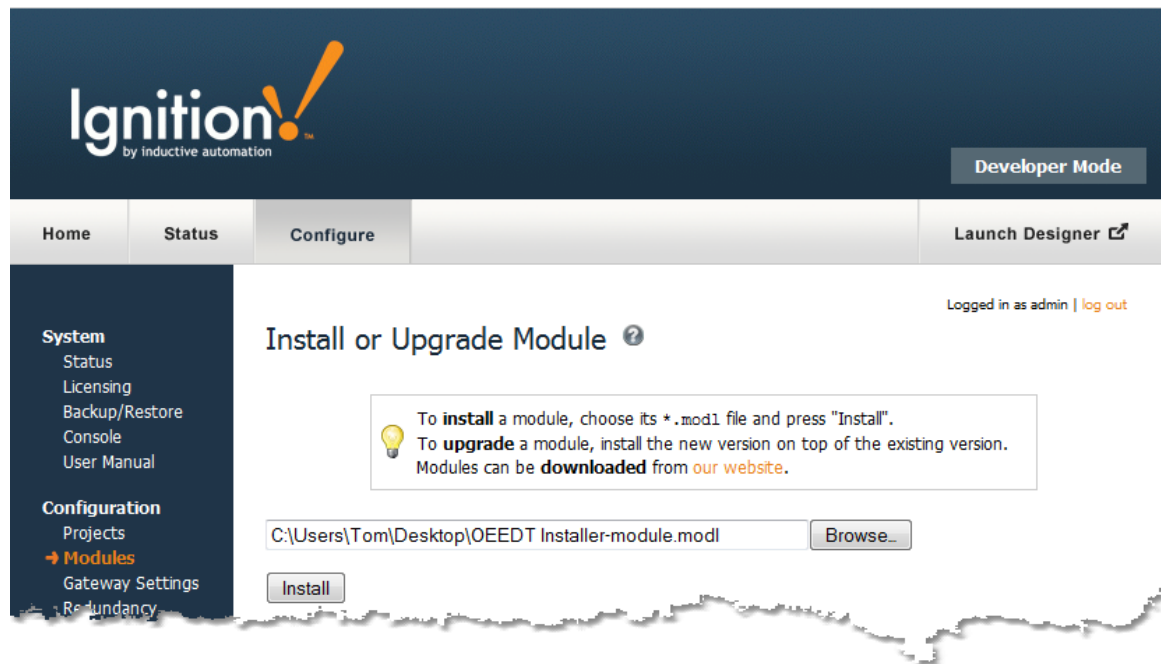 Ignition!™
by inductive automation
Developer Mode
Home
Status
Configure
Launch Designer
Logged in as admin | log out
System
Status
Licensing
Backup/Restore
Console
User Manual
Configuration
Projects
Modules
Gateway Settings
Redundancy
Install or Upgrade Module
To install a module, choose its *.modl file and press "Install".
To upgrade a module, install the new version on top of the existing version.
Modules can be downloaded from our website.
C:\Users\Tom\Desktop\OEEDT Installer-module.modl
Browse...
Install